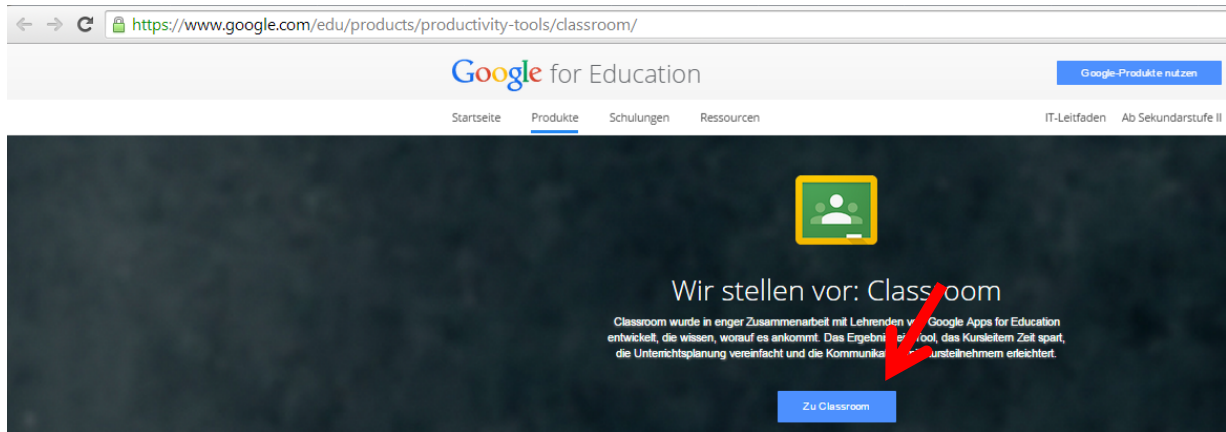 https://www.google.com/edu/products/productivity-tools/classroom/
Google for Education
Google-Produkte nutzen
Startseite Produkte Schulungen Ressourcen IT-Leitfaden Ab Sekundarstufe II
Wir stellen vor: Classroom
Classroom wurde in enger Zusammenarbeit mit Lehrenden Google Apps for Education
entwickelt, die wissen, worauf es ankommt. Das Tool, das Kursleitern Zeit spart,
die Unterrichtsplanung vereinfacht und die erleichtert.
Zu Classroom